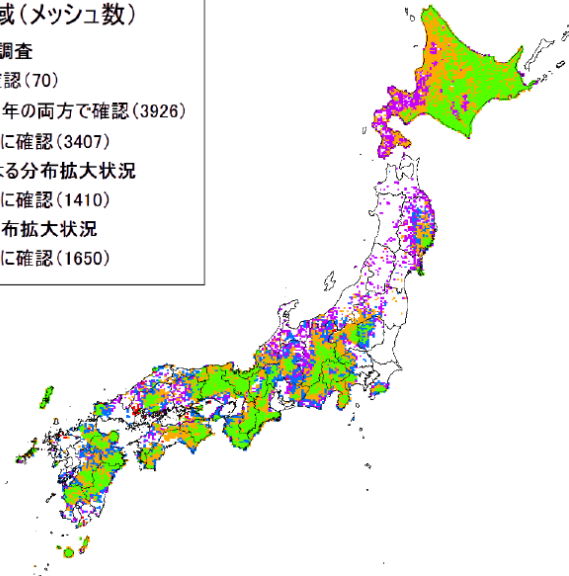 域(メッシュ数)
調査
認(70)
年の両方で確認(3926)
に確認(3407)
る分布拡大状況
に確認(1410)
布拡大状況
に確認(1650)